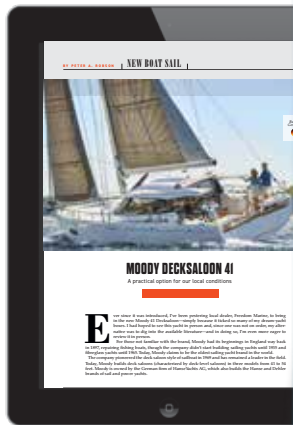 BY PETER A. ROBSON | NEW BOAT SAIL |
MOODY DECKSALOON 41
A practical option for our local conditions
Ever since it was introduced, I've been pestering local dealer, Freedom Marine, to bring
in the new Moody 41 Decksaloon—simply because it ticked so many of my dream-yacht
boxes. I had hoped to see this yacht in person and, since one was not on order, my alter-
native was to dig into the available literature—and in doing so, I'm even more eager to
review it in person.
For those not familiar with the brand, Moody had its beginnings in England way back
in 1827, repairing fishing boats, though the company didn't start building sailing yachts until 1935 and
fibreglass yachts until 1965. Today, Moody claims to be the oldest sailing yacht brand in the world.
The company pioneered the deck saloon style of sailboat in 1969 and has remained a leader in the field.
Today, Moody builds deck saloons (characterized by deck-level saloons) in three models from 41 to 54
feet. Moody is owned by the German firm of Hanse Yachts AG, which also builds the Hanse and Dehler
brands of sail and power yachts.